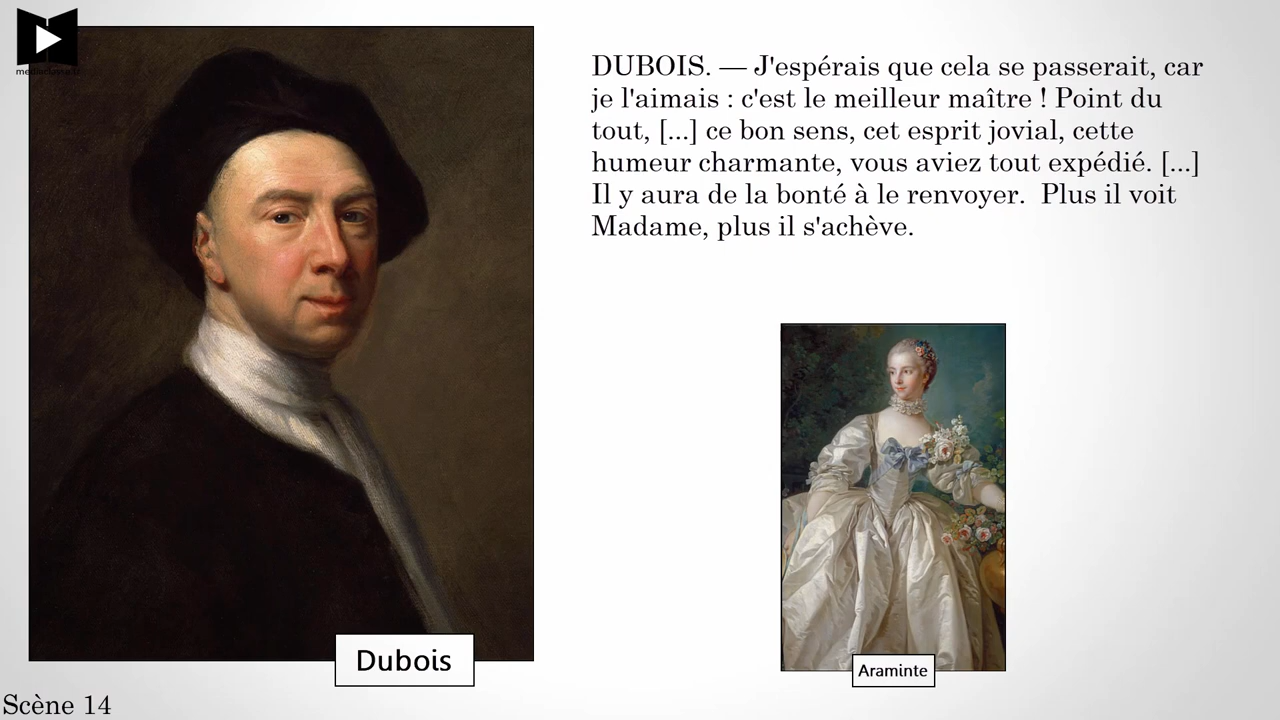 mediaclasse.fr
DUBOIS. — J'espérais que cela se passerait, car
je l'aimais : c'est le meilleur maître ! Point du
tout, [...] ce bon sens, cet esprit jovial, cette
humeur charmante, vous aviez tout expédié. [...]
Il y aura de la bonté à le renvoyer.  Plus il voit
Madame, plus il s'achève.
Dubois
Araminte
Scène 14